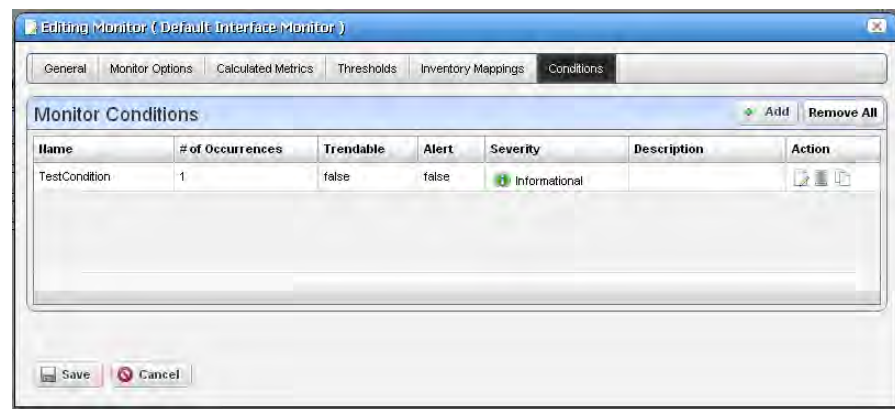 Editing Monitor ( Default Interface Monitor )
General Monitor Options Calculated Metrics Thresholds Inventory Mappings Conditions
Monitor Conditions Add Remove All
Name # of Occurrences Trendable Alert Severity Description Action
TestCondition 1 false false Informational
Save Cancel